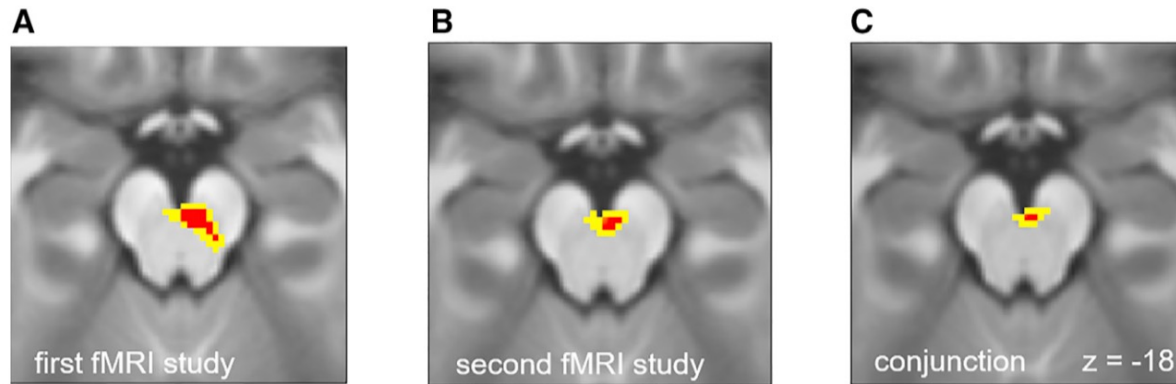 A
B
C
first fMRI study
second fMRI study
conjunction
z = -18